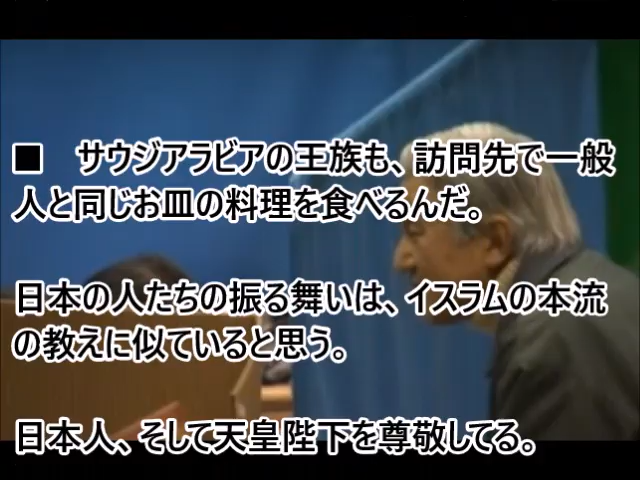 ■　サウジアラビアの王族も、訪問先で一般
人と同じお皿の料理を食べるんだ。
日本の人たちの振る舞いは、イスラムの本流
の教えに似ていると思う。
日本人、そして天皇陛下を尊敬してる。